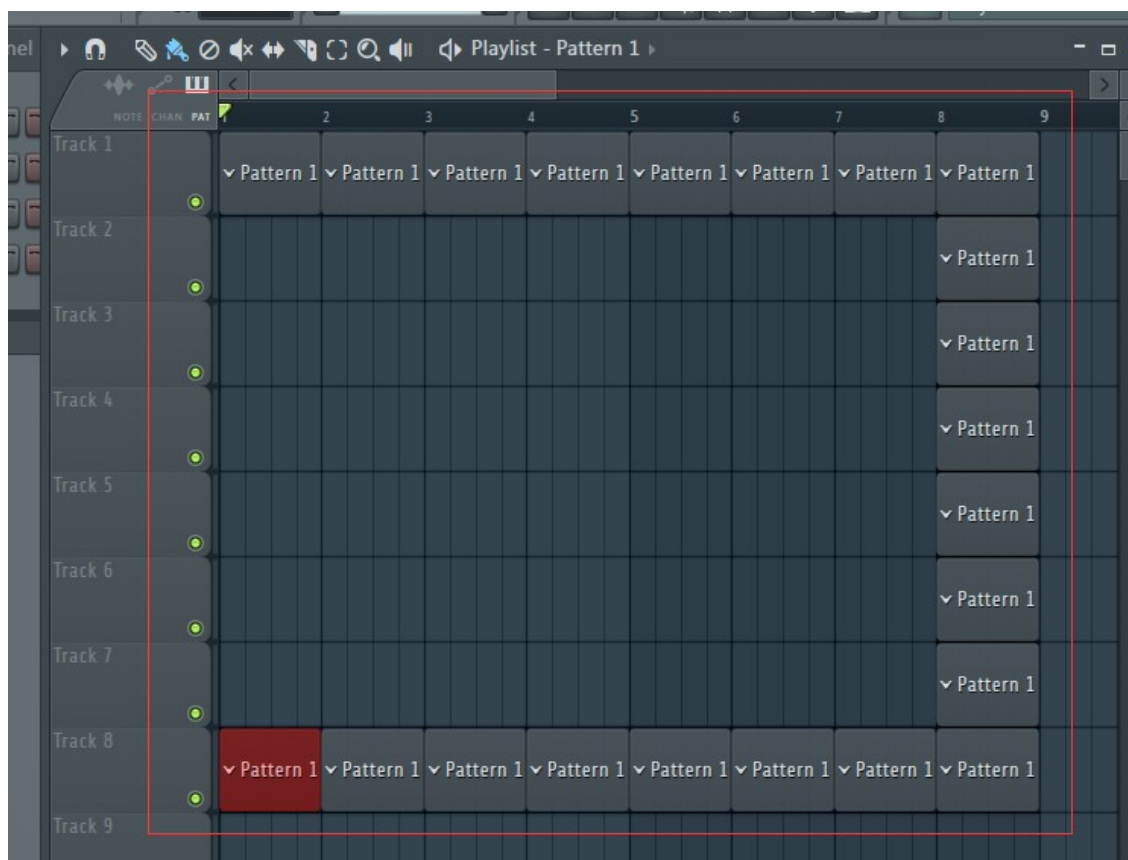 nel
Playlist - Pattern 1
NOTE CHAN PAT
1 2 3 4 5 6 7 8 9
Track 1
Pattern 1 Pattern 1 Pattern 1 Pattern 1 Pattern 1 Pattern 1 Pattern 1 Pattern 1
Track 2
Pattern 1
Track 3
Pattern 1
Track 4
Pattern 1
Track 5
Pattern 1
Track 6
Pattern 1
Track 7
Pattern 1
Track 8
Pattern 1 Pattern 1 Pattern 1 Pattern 1 Pattern 1 Pattern 1 Pattern 1 Pattern 1
Track 9